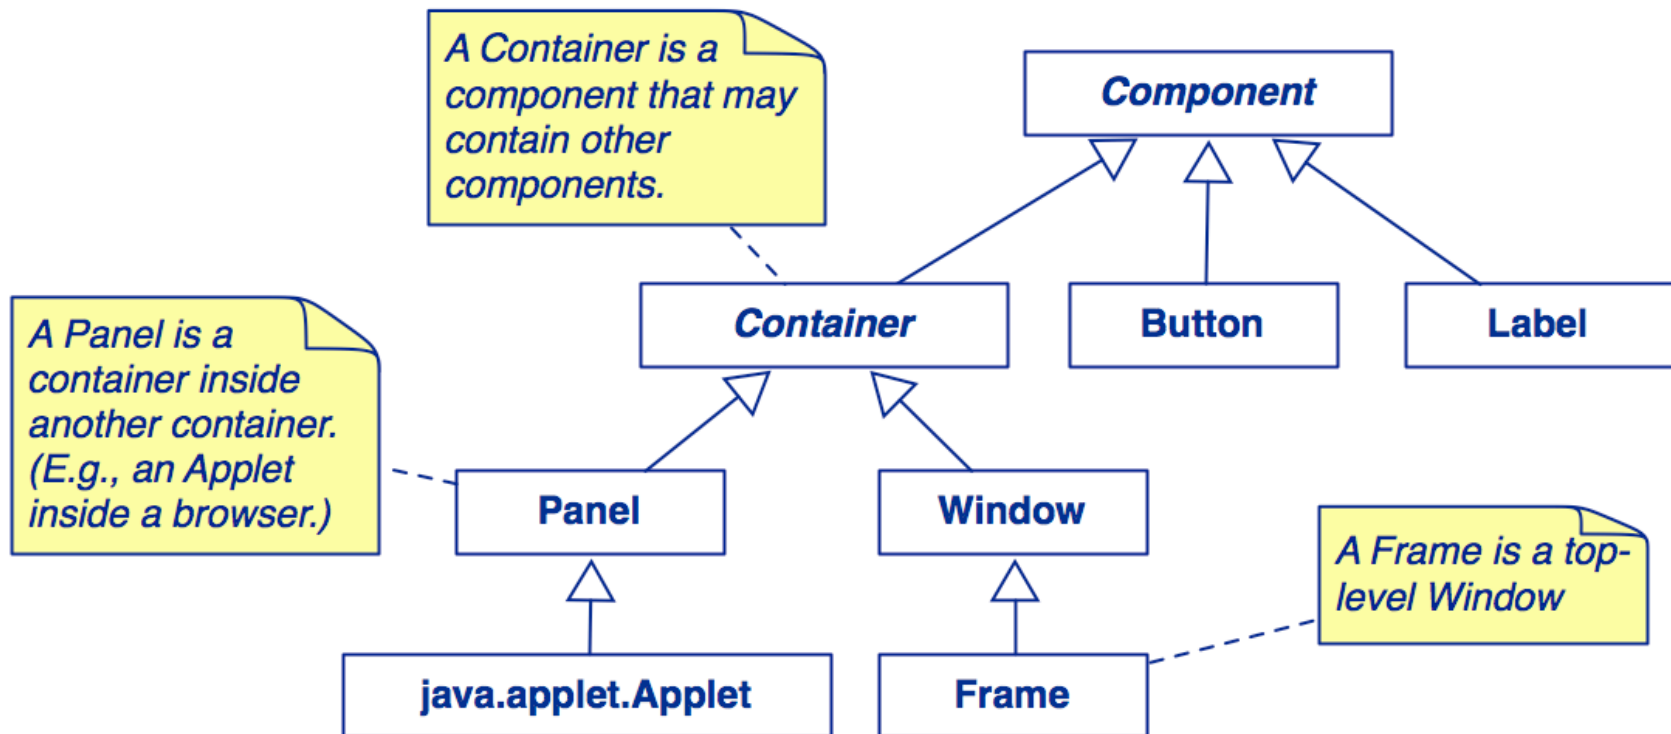 A Container is a
component that may
contain other
components.
Component
Container
Button
Label
A Panel is a
container inside
another container.
(E.g., an Applet
inside a browser.)
Panel
Window
A Frame is a top-
level Window
java.applet.Applet
Frame